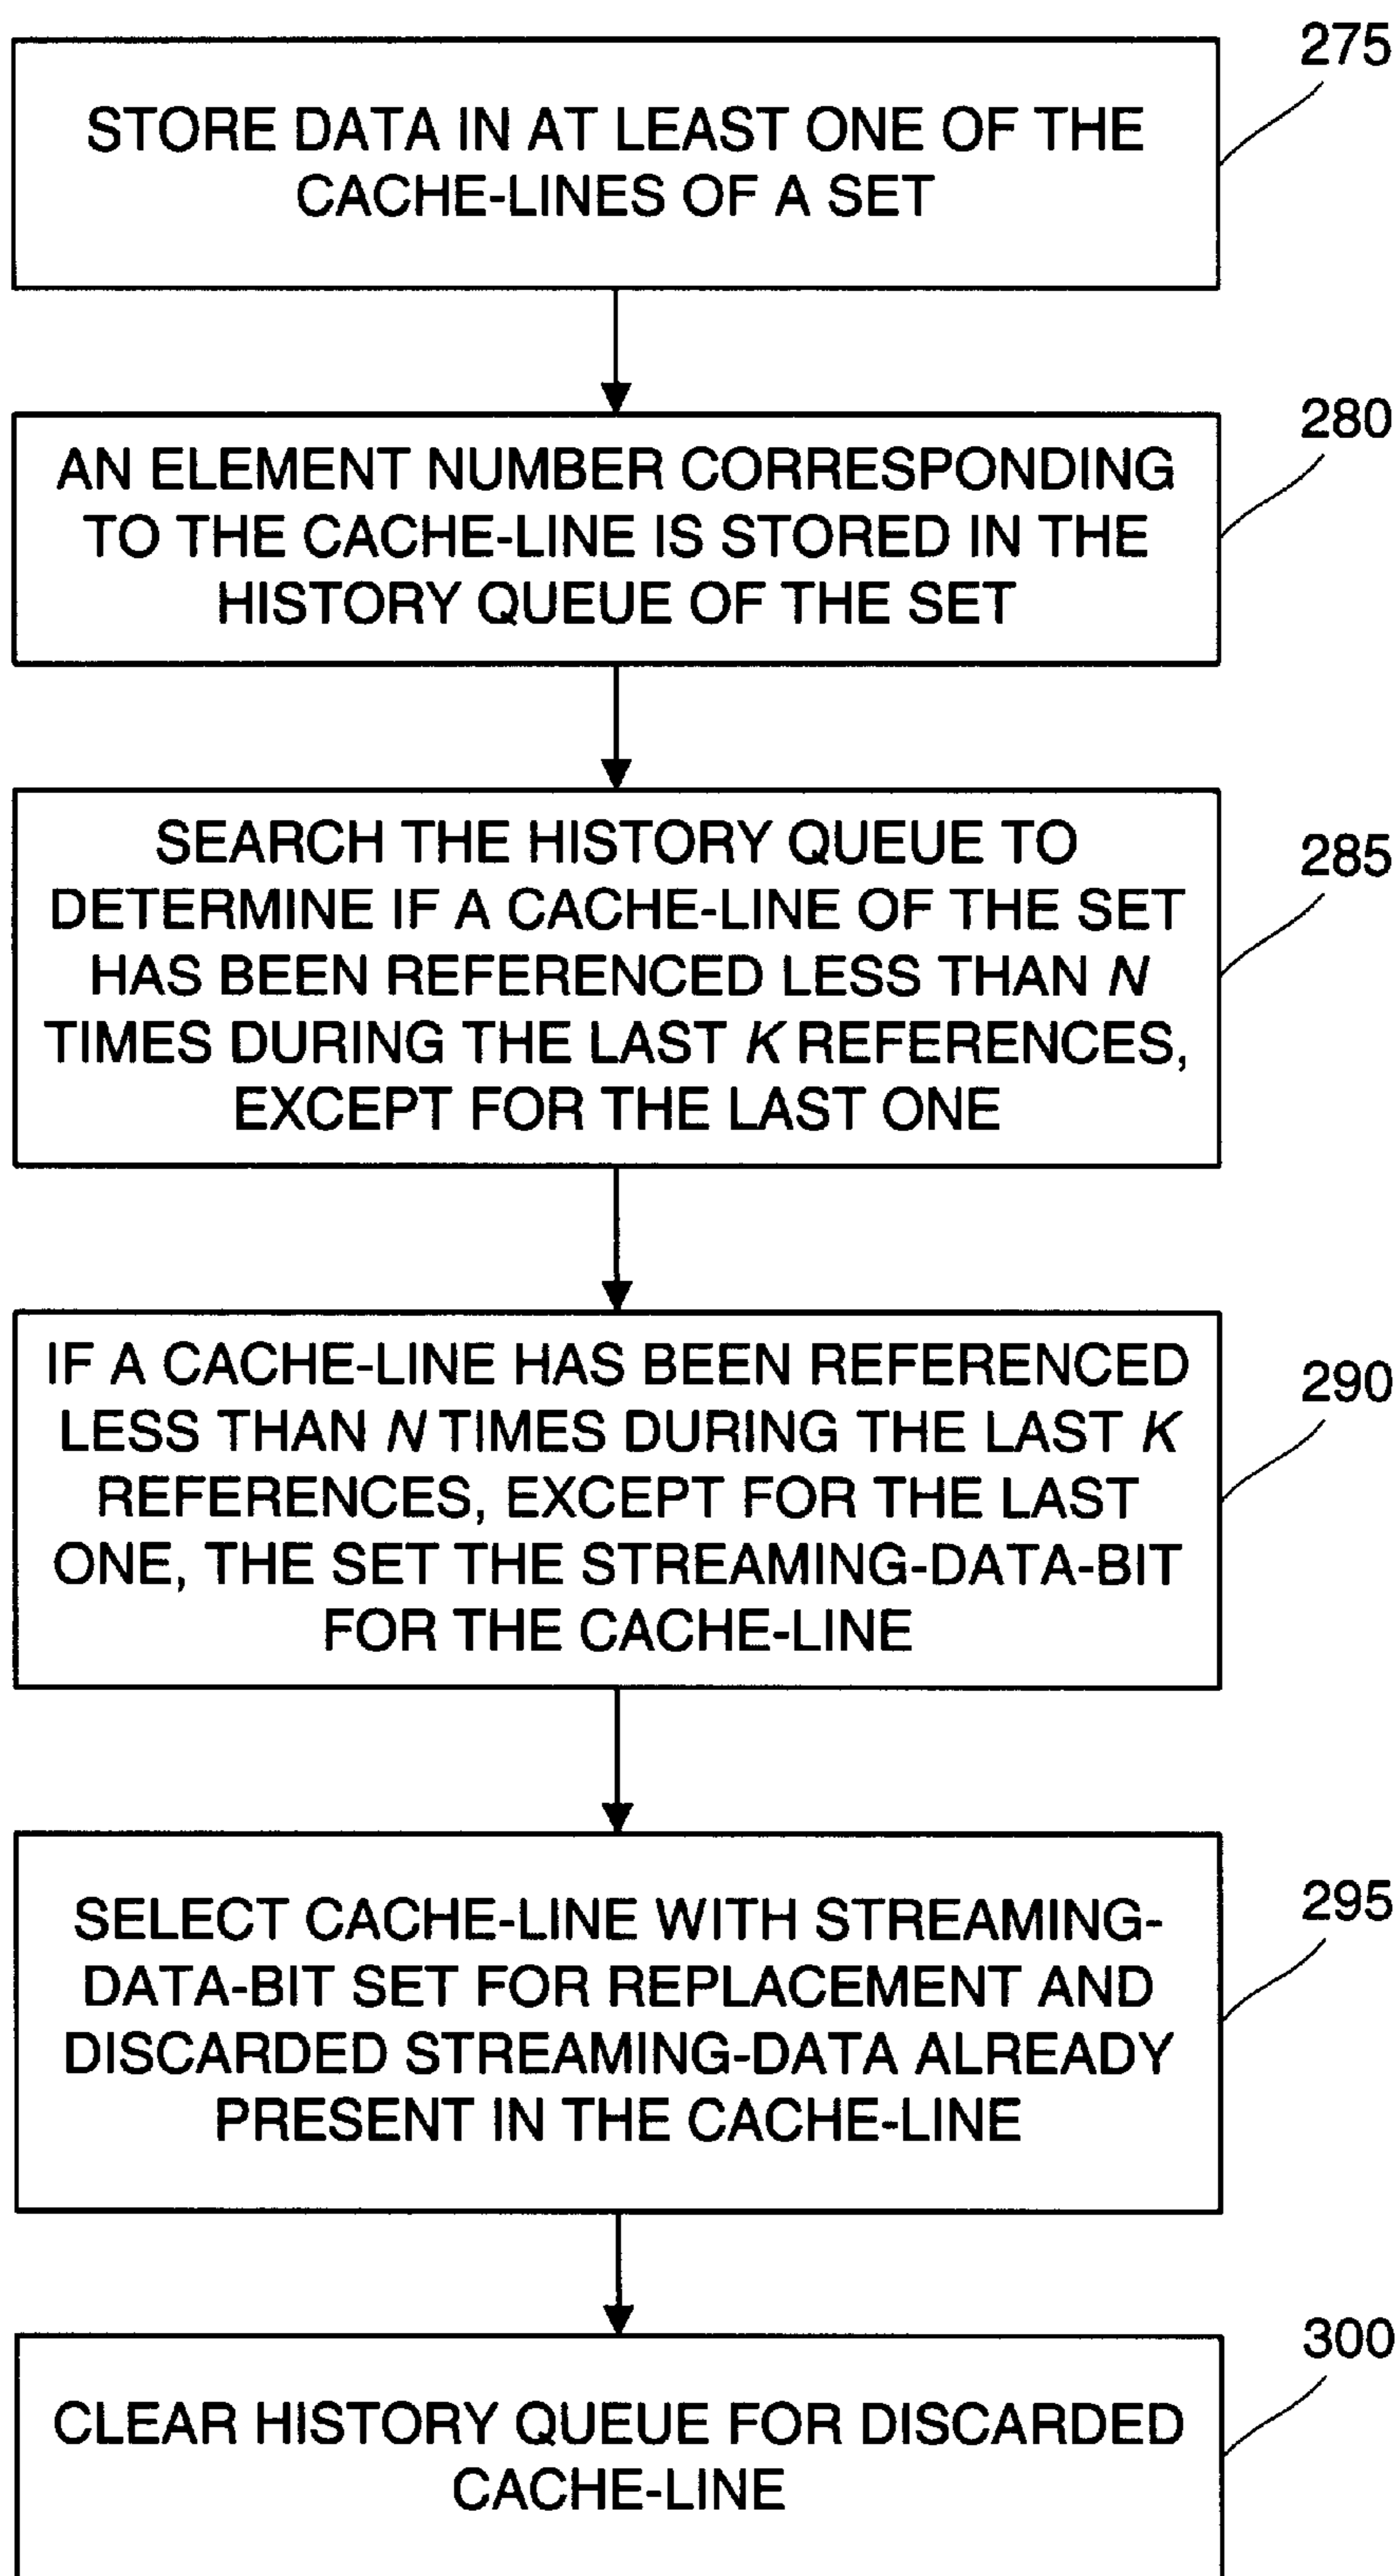 275
STORE DATA IN AT LEAST ONE OF THE
CACHE-LINES OF A SET
280
AN ELEMENT NUMBER CORRESPONDING
TO THE CACHE-LINE IS STORED IN THE
HISTORY QUEUE OF THE SET
285
SEARCH THE HISTORY QUEUE TO
DETERMINE IF A CACHE-LINE OF THE SET
HAS BEEN REFERENCED LESS THAN N
TIMES DURING THE LAST K REFERENCES,
EXCEPT FOR THE LAST ONE
290
IF A CACHE-LINE HAS BEEN REFERENCED
LESS THAN N TIMES DURING THE LAST K
REFERENCES, EXCEPT FOR THE LAST
ONE, THE SET THE STREAMING-DATA-BIT
FOR THE CACHE-LINE
295
SELECT CACHE-LINE WITH STREAMING-
DATA-BIT SET FOR REPLACEMENT AND
DISCARDED STREAMING-DATA ALREADY
PRESENT IN THE CACHE-LINE
300
CLEAR HISTORY QUEUE FOR DISCARDED
CACHE-LINE